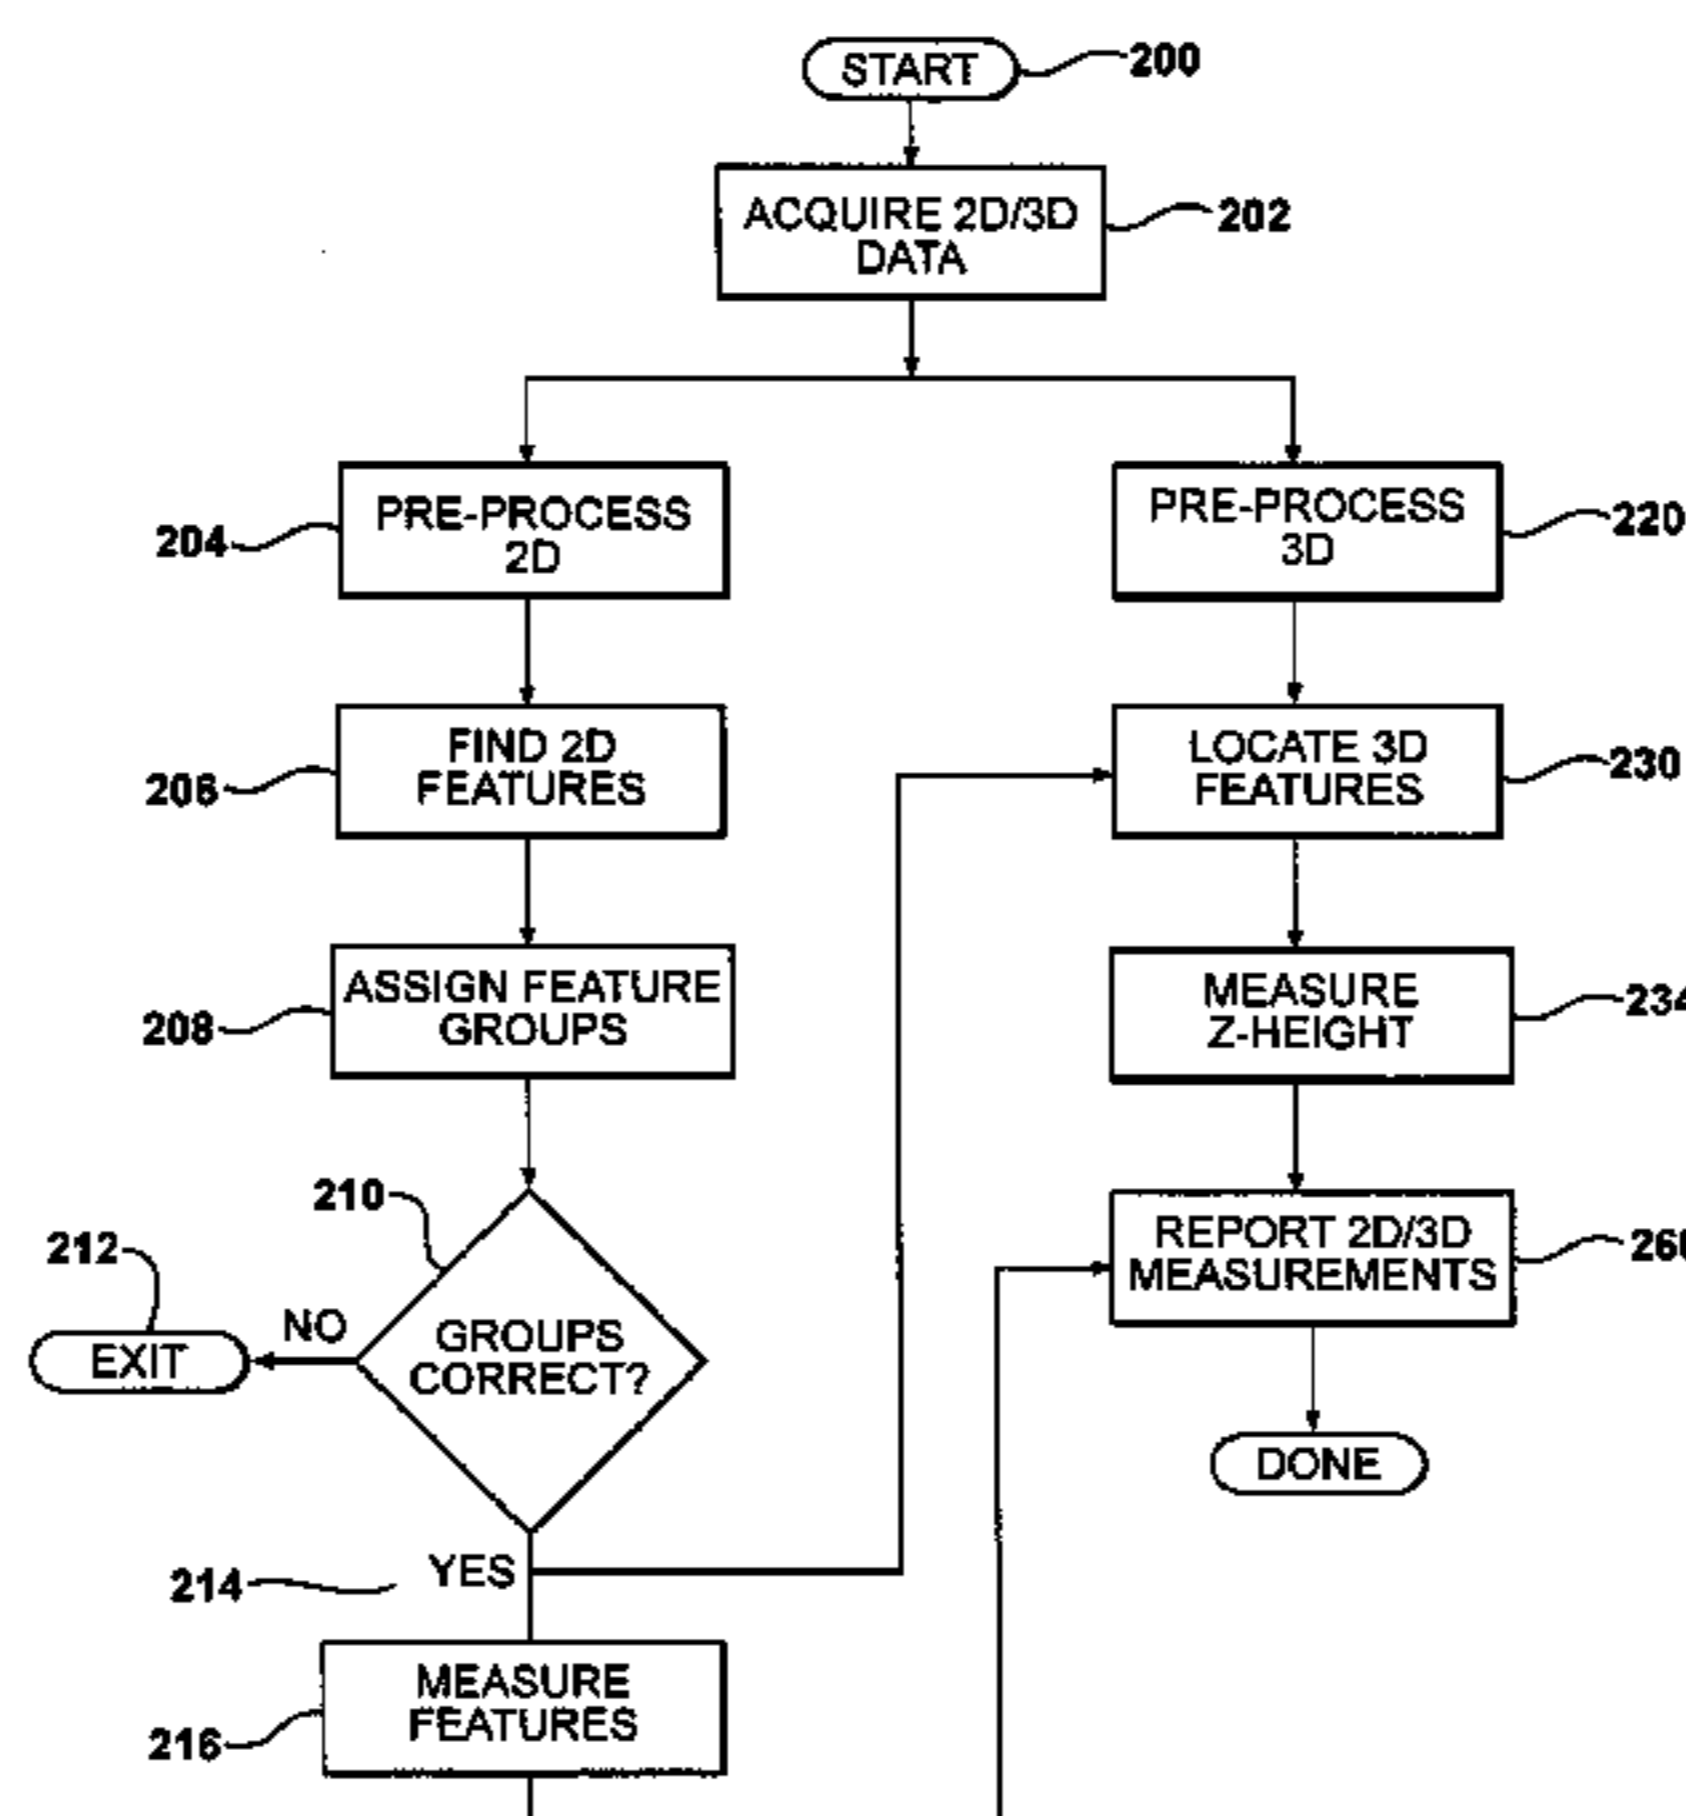 START
200
ACQUIRE 2D/3D
DATA
202
PRE-PROCESS
2D
204
PRE-PROCESS
3D
220
FIND 2D
FEATURES
206
LOCATE 3D
FEATURES
230
ASSIGN FEATURE
GROUPS
208
MEASURE
Z-HEIGHT
234
210
212
NO
EXIT
GROUPS
CORRECT?
REPORT 2D/3D
MEASUREMENTS
DONE
214
YES
MEASURE
FEATURES
216